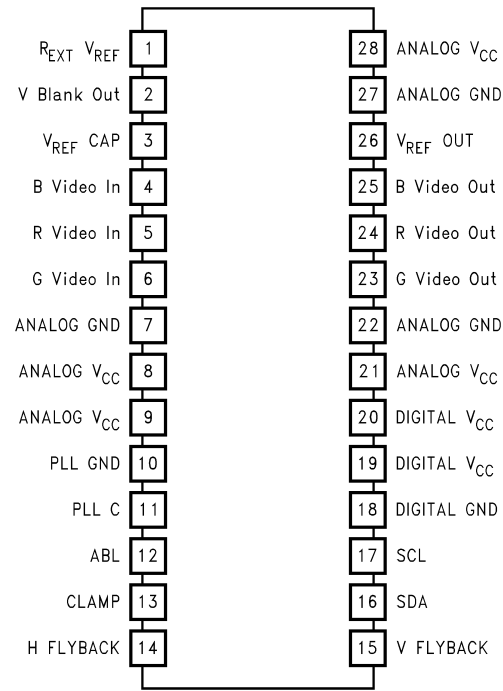 R_EXT V_REF 1 28 ANALOG V_CC
V Blank Out 2 27 ANALOG GND
V_REF CAP 3 26 V_REF OUT
B Video In 4 25 B Video Out
R Video In 5 24 R Video Out
G Video In 6 23 G Video Out
ANALOG GND 7 22 ANALOG GND
ANALOG V_CC 8 21 ANALOG V_CC
ANALOG V_CC 9 20 DIGITAL V_CC
PLL GND 10 19 DIGITAL V_CC
PLL C 11 18 DIGITAL GND
ABL 12 17 SCL
CLAMP 13 16 SDA
H FLYBACK 14 15 V FLYBACK